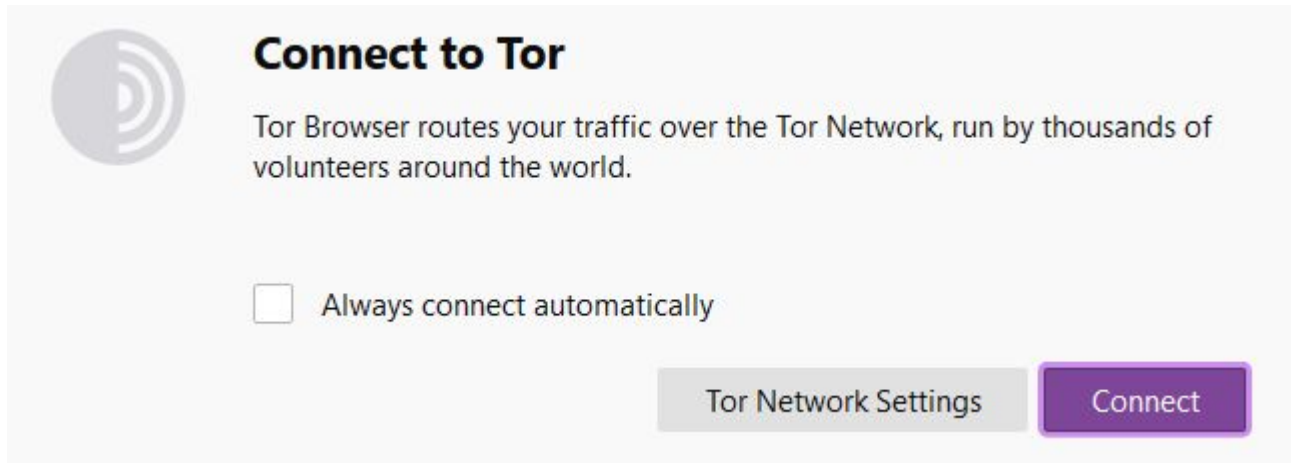 Connect to Tor
Tor Browser routes your traffic over the Tor Network, run by thousands of
volunteers around the world.
Always connect automatically
Tor Network Settings
Connect